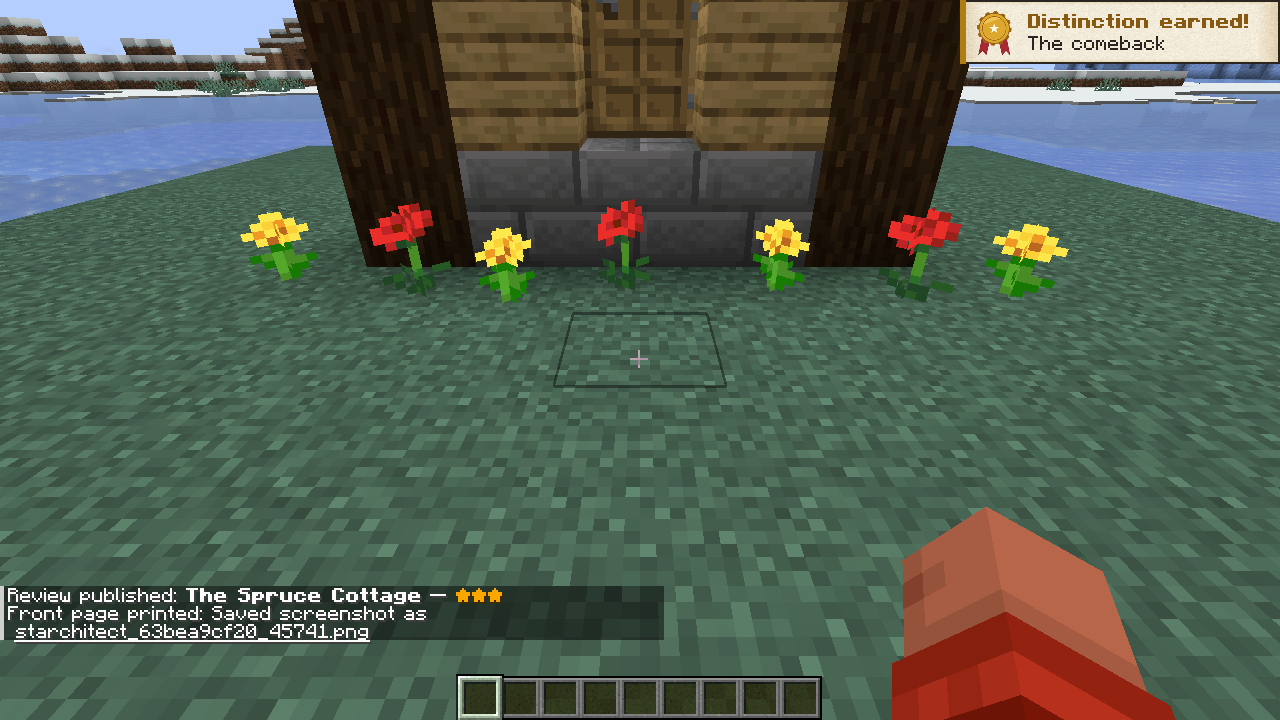 Distinction earned!
The comeback
Review published: The Spruce Cottage — ★★★
Front page printed: Saved screenshot as
starchitect_63bea9cf20_45741.png